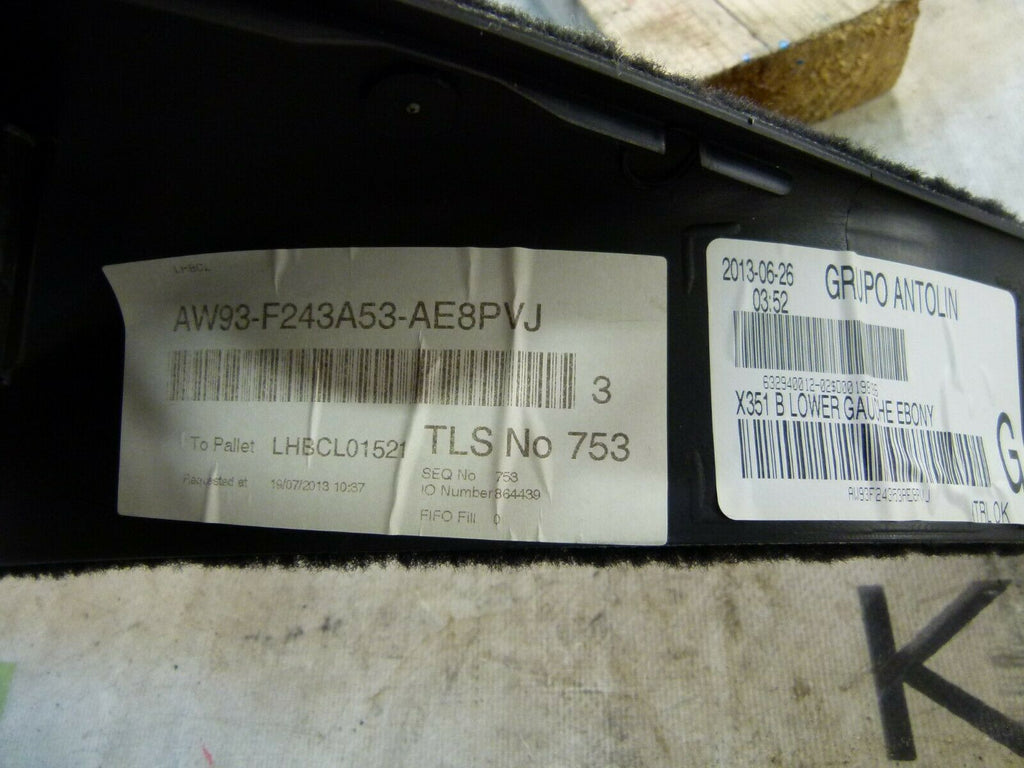 LHBCL
AW93-F243A53-AE8PVJ
3
To Pallet LHBCL01521 TLS No 753
SEQ No 753
Requested at 19/07/2013 10:37
IO Number 864439
FIFO Fill 0
2013-06-26
03:52
GRUPO ANTOLIN
X351 B LOWER GAUCHE EBONY
G
OK
K